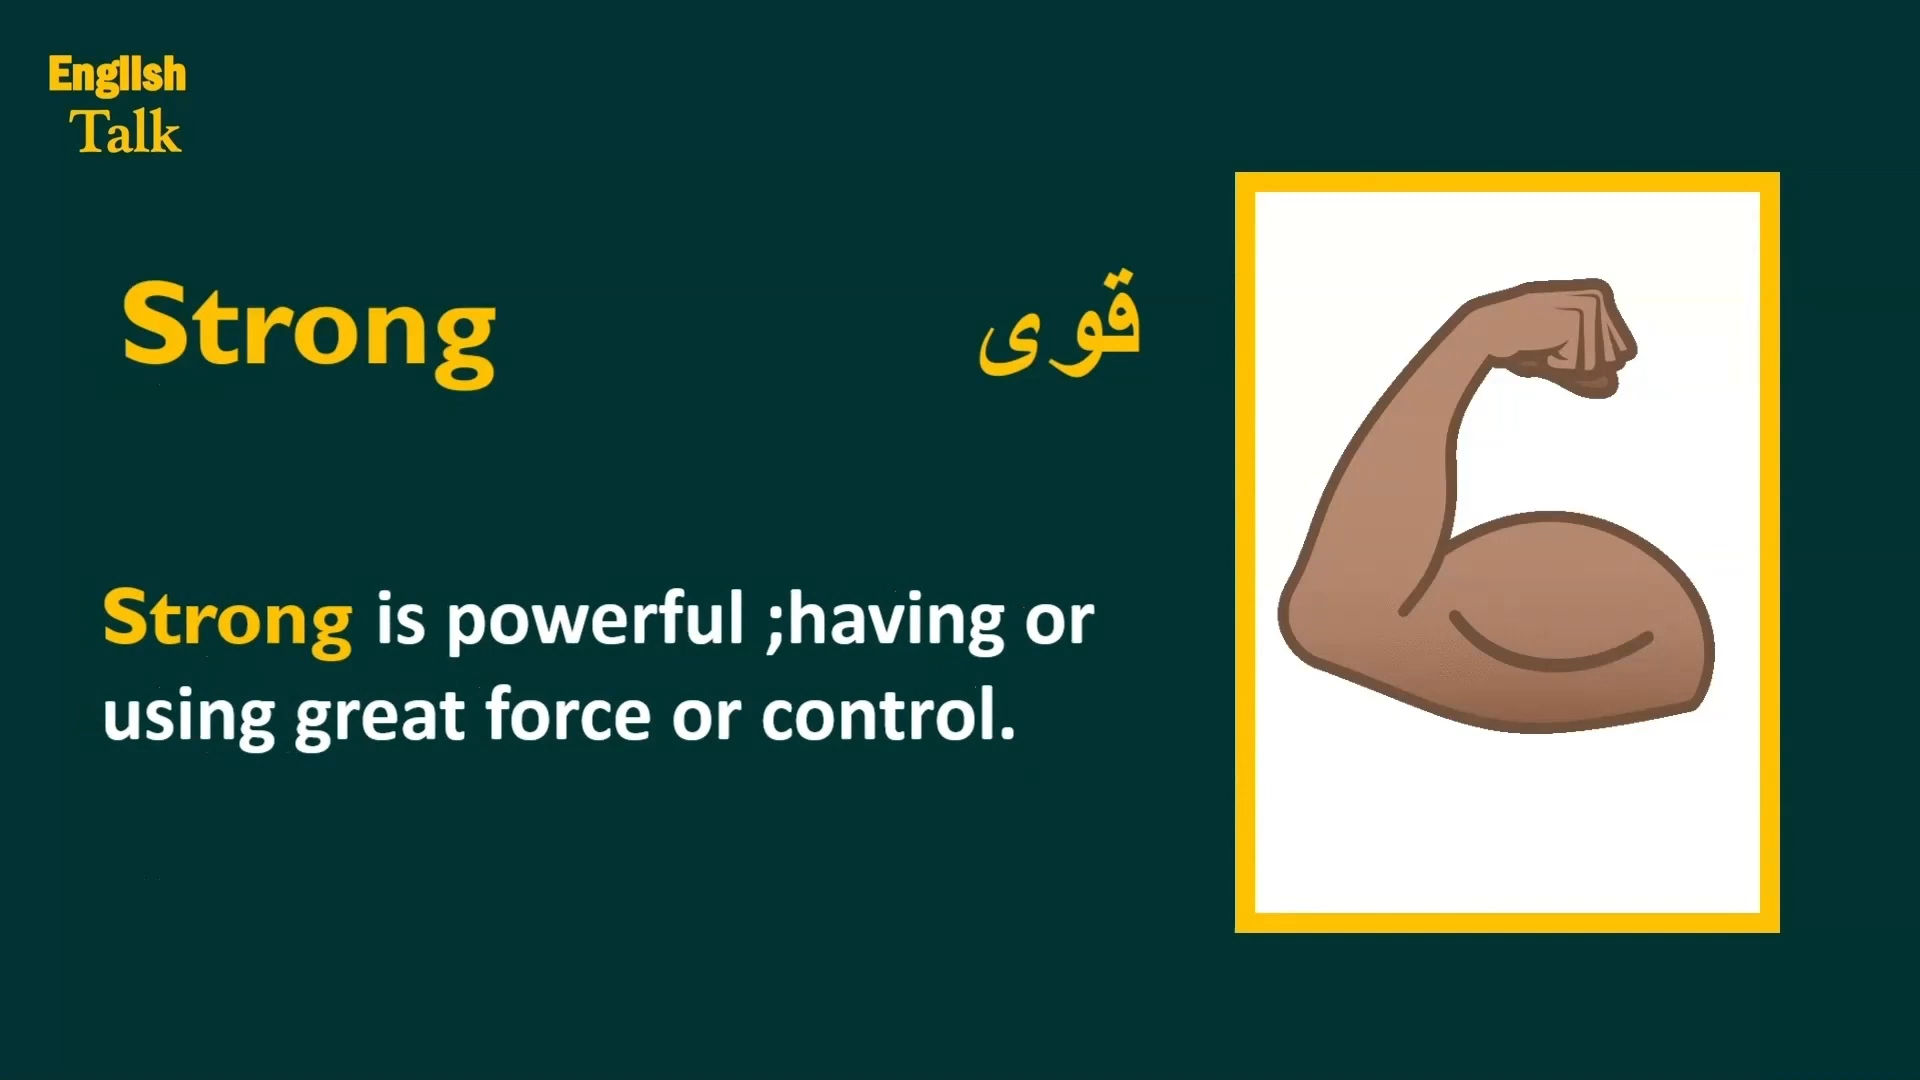 English
Talk
Strong
قوی
Strong is powerful ;having or
using great force or control.